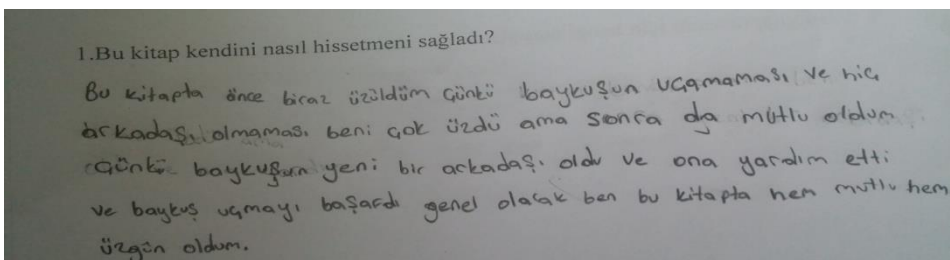 1.Bu kitap kendini nasıl hissetmeni sağladı?
Bu kitapta önce biraz üzüldüm çünkü baykuşun uçamaması ve hiç
arkadaşı olmaması beni çok üzdü ama sonra da mutlu oldum
çünkü baykuşun yeni bir arkadaşı oldu ve ona yardım etti
ve baykuş uçmayı başardı genel olarak ben bu kitapta hem mutlu hem
üzgün oldum.